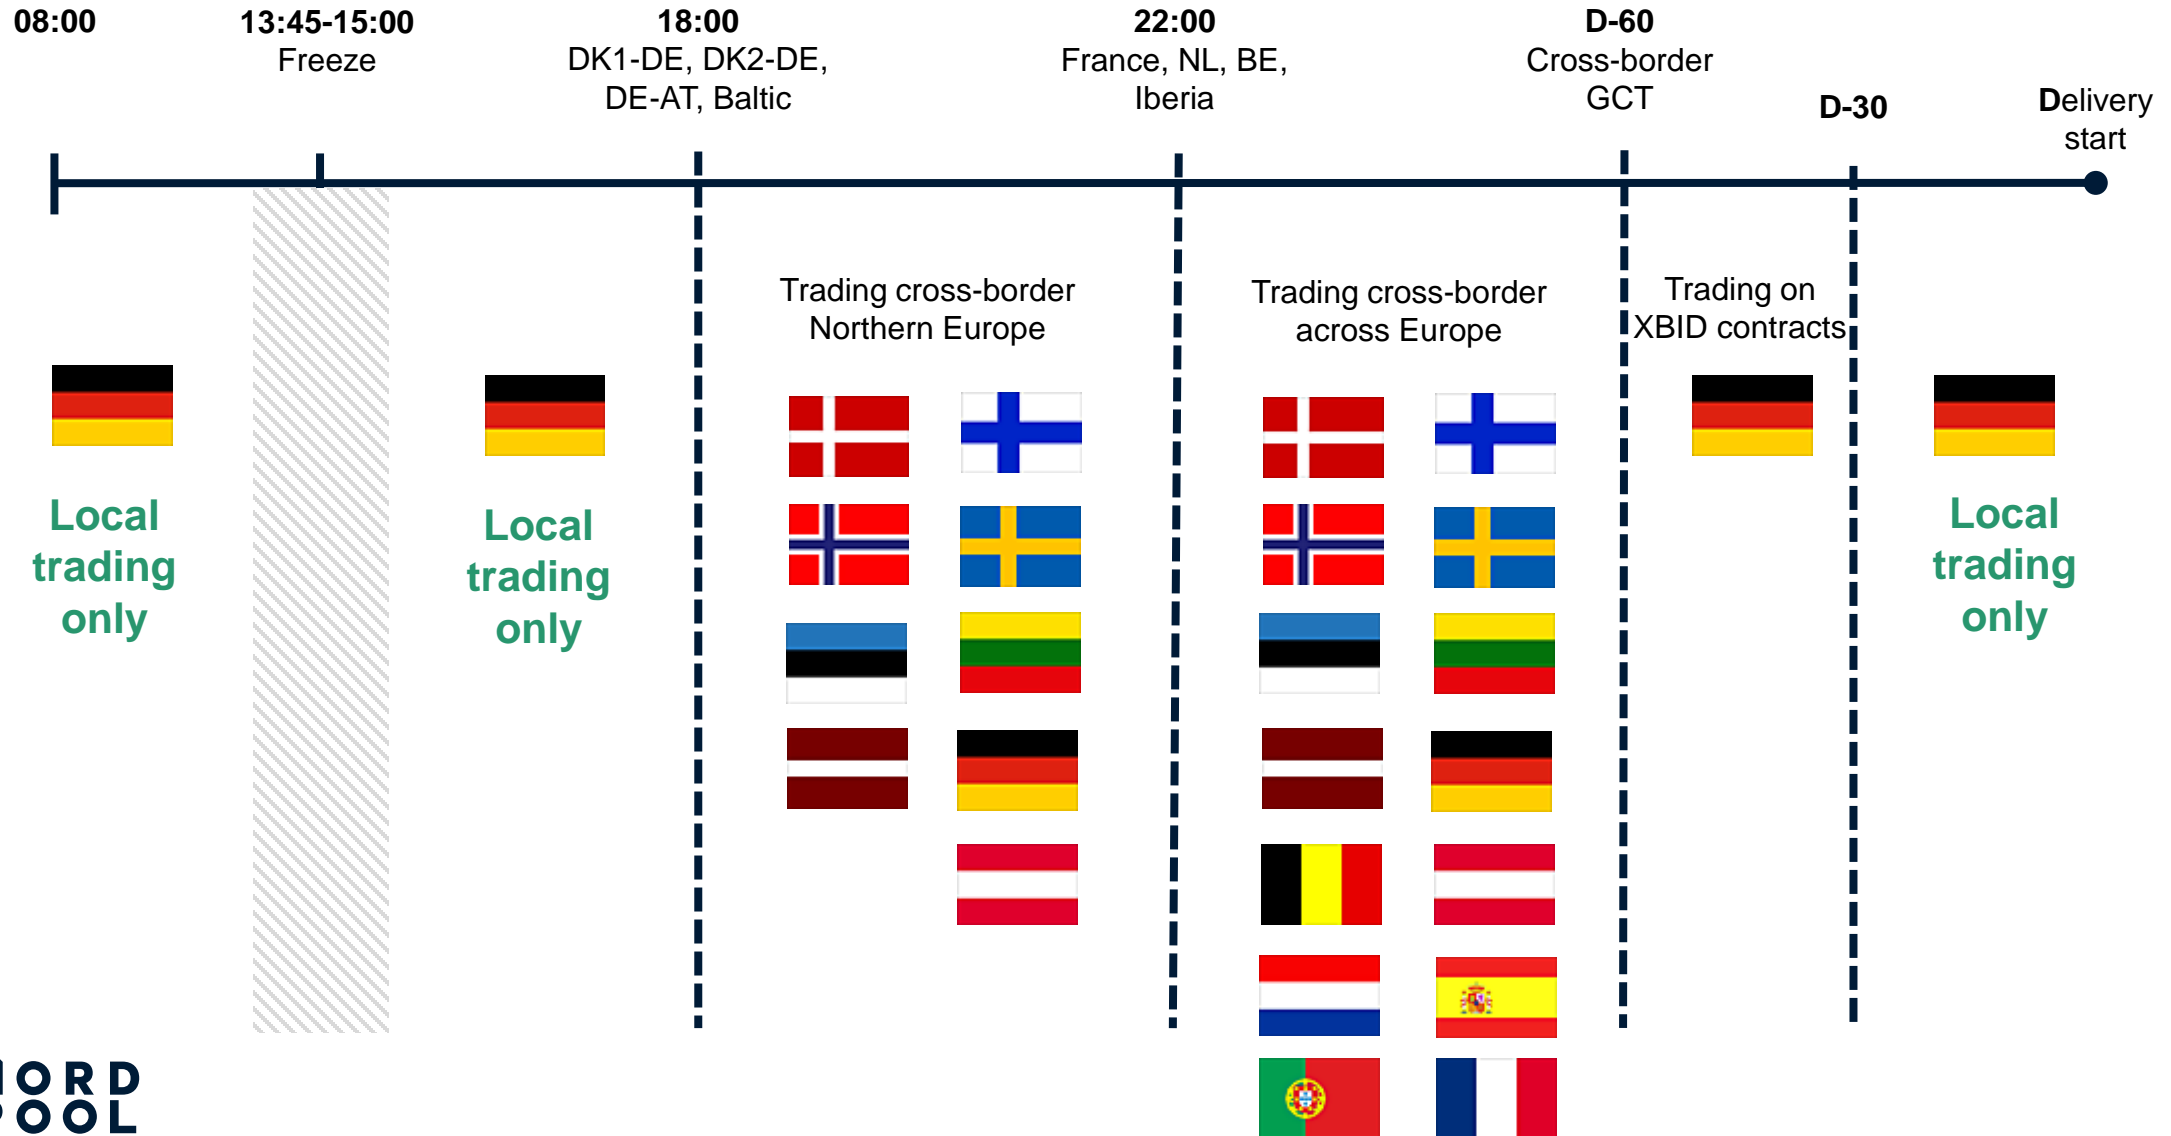 08:00
13:45-15:00
Freeze
18:00
DK1-DE, DK2-DE,
DE-AT, Baltic
22:00
France, NL, BE,
Iberia
D-60
Cross-border
GCT
D-30
Delivery
start
Trading cross-border
Northern Europe
Trading cross-border
across Europe
Trading on
XBID contracts
Local
trading
only
Local
trading
only
Local
trading
only
NORD
POOL